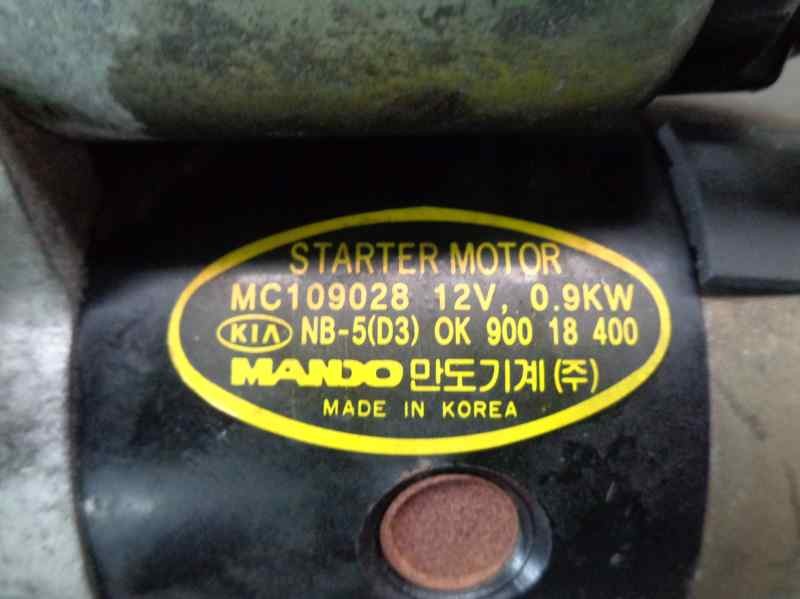 STARTER MOTOR
MC109028 12V, 0.9KW
KIA NB-5(D3) OK 900 18 400
MANDO 만도기계(주)
MADE IN KOREA